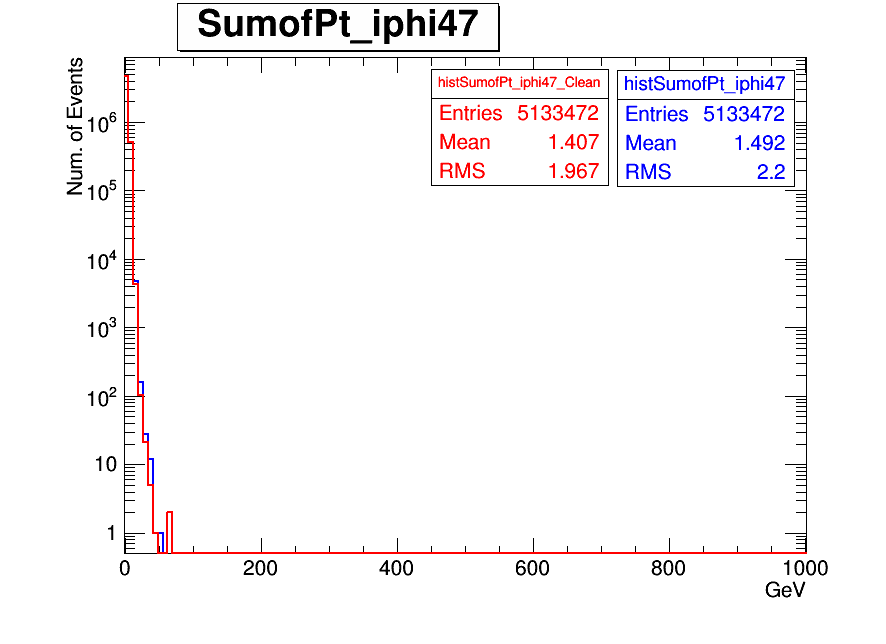 SumofPt_iphi47
Num. of Events
histSumofPt_iphi47_Clean
Entries 5133472
Mean 1.407
RMS 1.967
histSumofPt_iphi47
Entries 5133472
Mean 1.492
RMS 2.2
10^6
10^5
10^4
10^3
10^2
10
1
0 200 400 600 800 1000
GeV